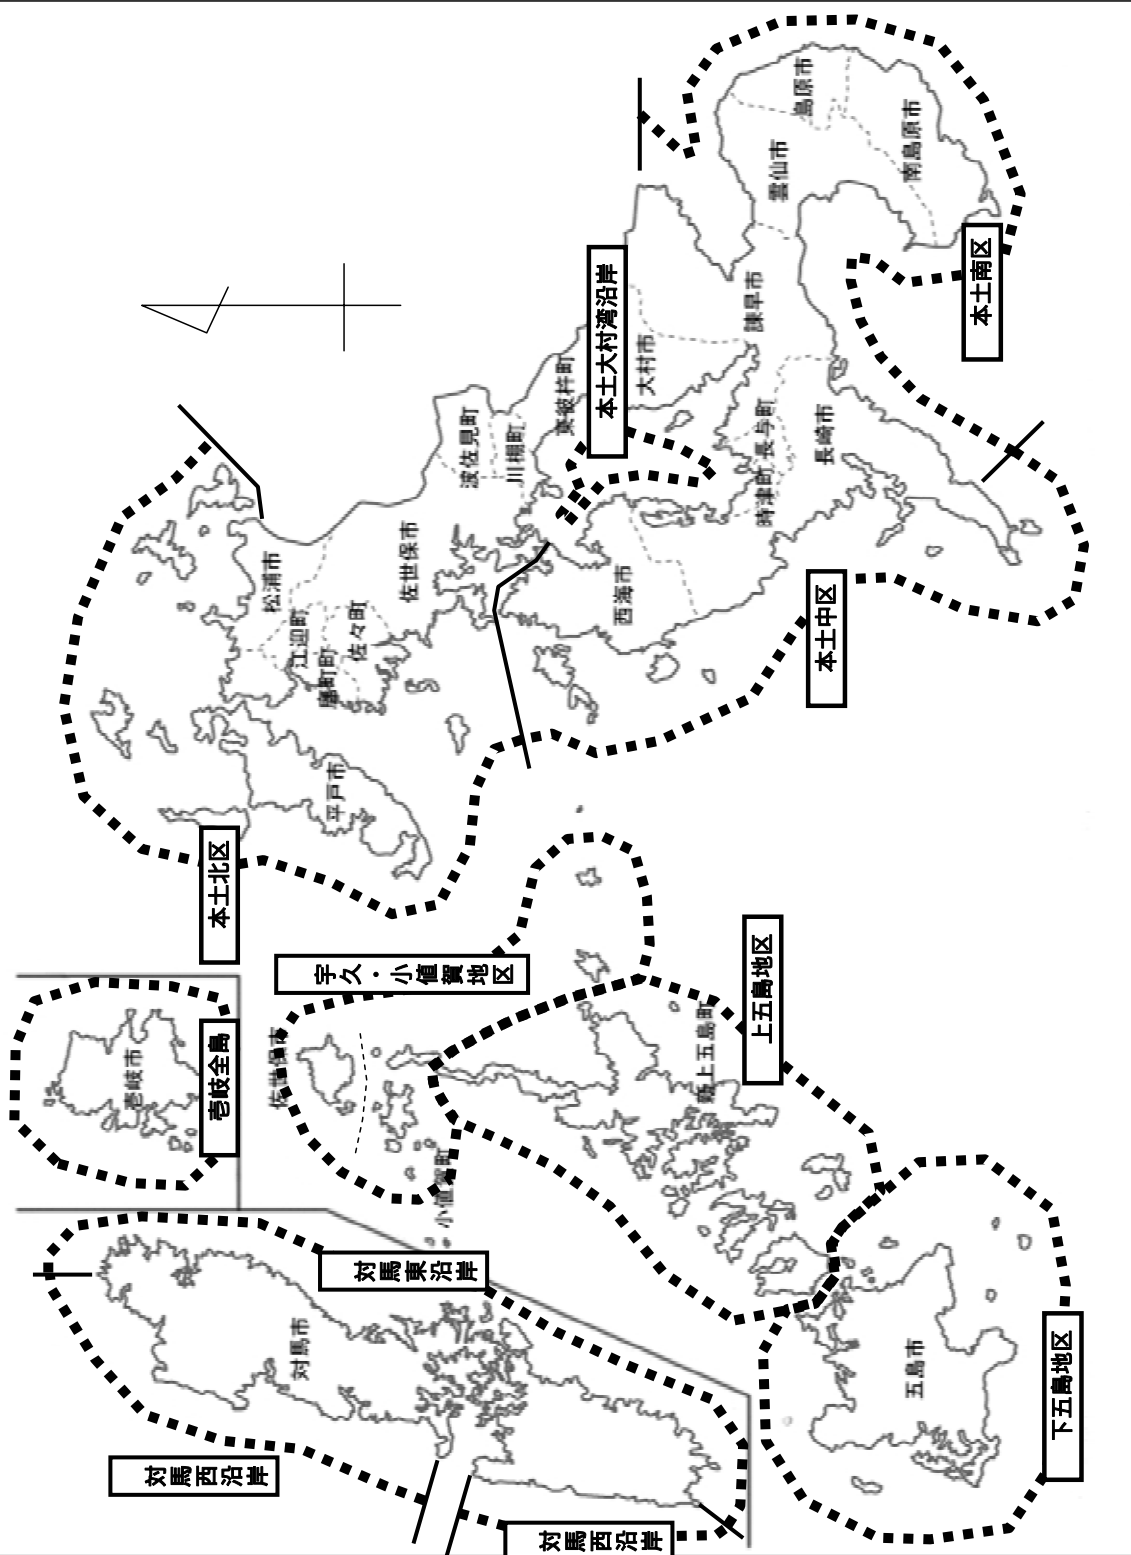 島原市
南島原市
雲仙市
本土南区
本土大村湾沿岸
諫早市
大村市
東彼杵町
川棚町
波佐見町
長与町
時津町
長崎市
佐世保市
松浦市
西海市
江迎町
佐々町
鹿町町
本土中区
平戸市
本土北区
宇久・小値賀地区
上五島地区
壱岐市
壱岐全島
佐世保市
新上五島町
小値賀町
対馬東沿岸
対馬市
五島市
下五島地区
対馬西沿岸
対馬西沿岸